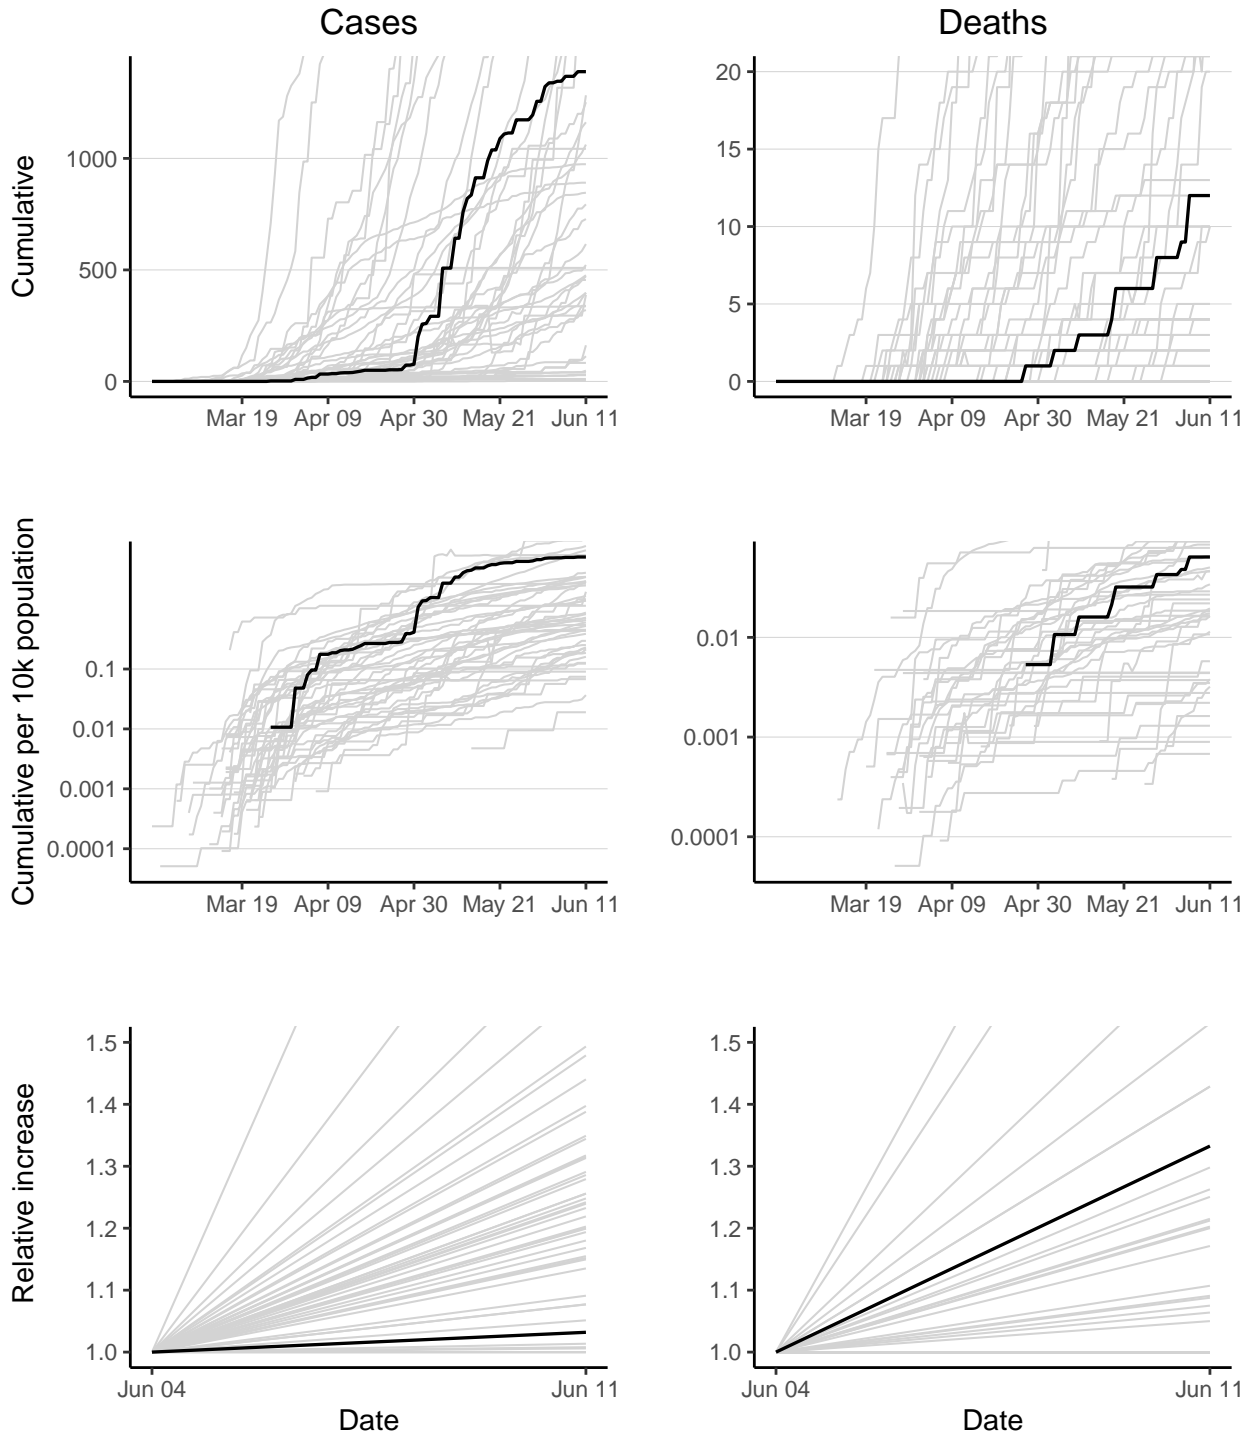 Cases
Deaths
Cumulative
1000
500
0
Mar 19 Apr 09 Apr 30 May 21 Jun 11
20
15
10
5
0
Mar 19 Apr 09 Apr 30 May 21 Jun 11
Cumulative per 10k population
0.1
0.01
0.001
0.0001
Mar 19 Apr 09 Apr 30 May 21 Jun 11
0.01
0.001
0.0001
Mar 19 Apr 09 Apr 30 May 21 Jun 11
Relative increase
1.5
1.4
1.3
1.2
1.1
1.0
Jun 04 Jun 11
Date
1.5
1.4
1.3
1.2
1.1
1.0
Jun 04 Jun 11
Date